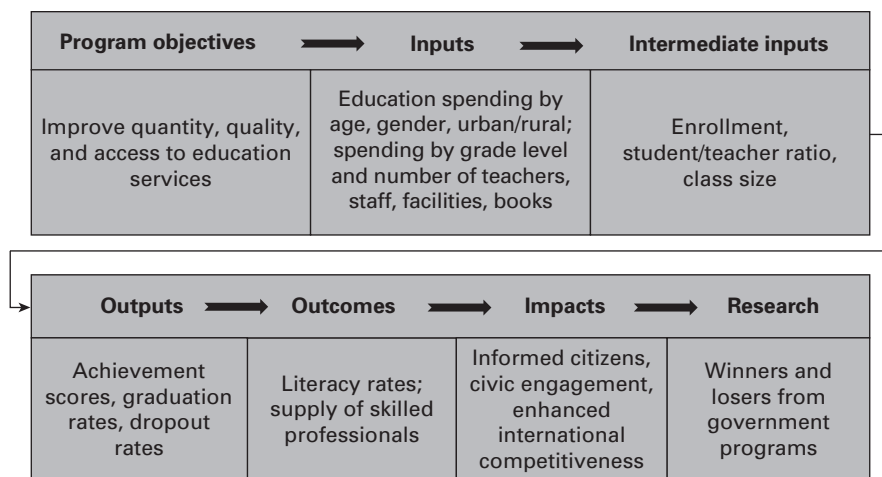 Program objectives
Inputs
Intermediate inputs
Improve quantity, quality,
and access to education
services
Education spending by
age, gender, urban/rural;
spending by grade level
and number of teachers,
staff, facilities, books
Enrollment,
student/teacher ratio,
class size
Outputs
Outcomes
Impacts
Research
Achievement
scores, graduation
rates, dropout
rates
Literacy rates;
supply of skilled
professionals
Informed citizens,
civic engagement,
enhanced
international
competitiveness
Winners and
losers from
government
programs